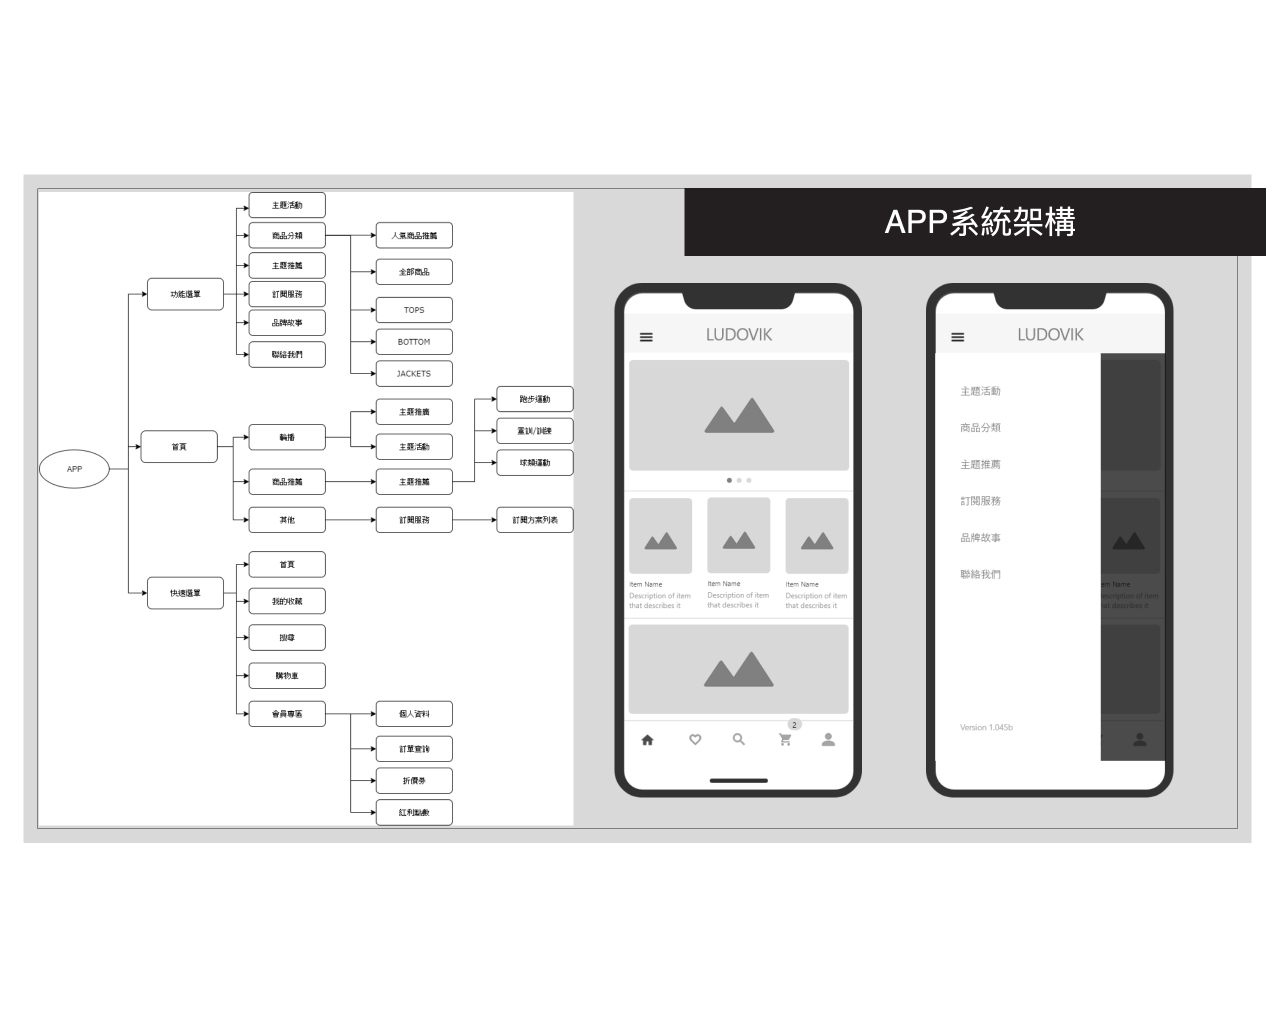 APP系統架構
APP
功能選單
主題活動
商品分類
主題推薦
訂閱服務
品牌故事
聯絡我們
人氣商品推薦
全部商品
TOPS
BOTTOM
JACKETS
首頁
輪播
主題推廣
主題活動
商品推薦
主題推薦
跑步運動
重訓/訓練
球類運動
其他
訂閱服務
訂閱方案列表
快速選單
首頁
我的收藏
搜尋
購物車
會員專區
個人資料
訂單查詢
折價券
紅利點數
LUDOVIK
Item Name
Description of item
that describes it
Item Name
Description of item
that describes it
Item Name
Description of item
that describes it
2
LUDOVIK
主題活動
商品分類
主題推薦
訂閱服務
品牌故事
聯絡我們
Version 1.045b
em Name
escription of item
hat describes it